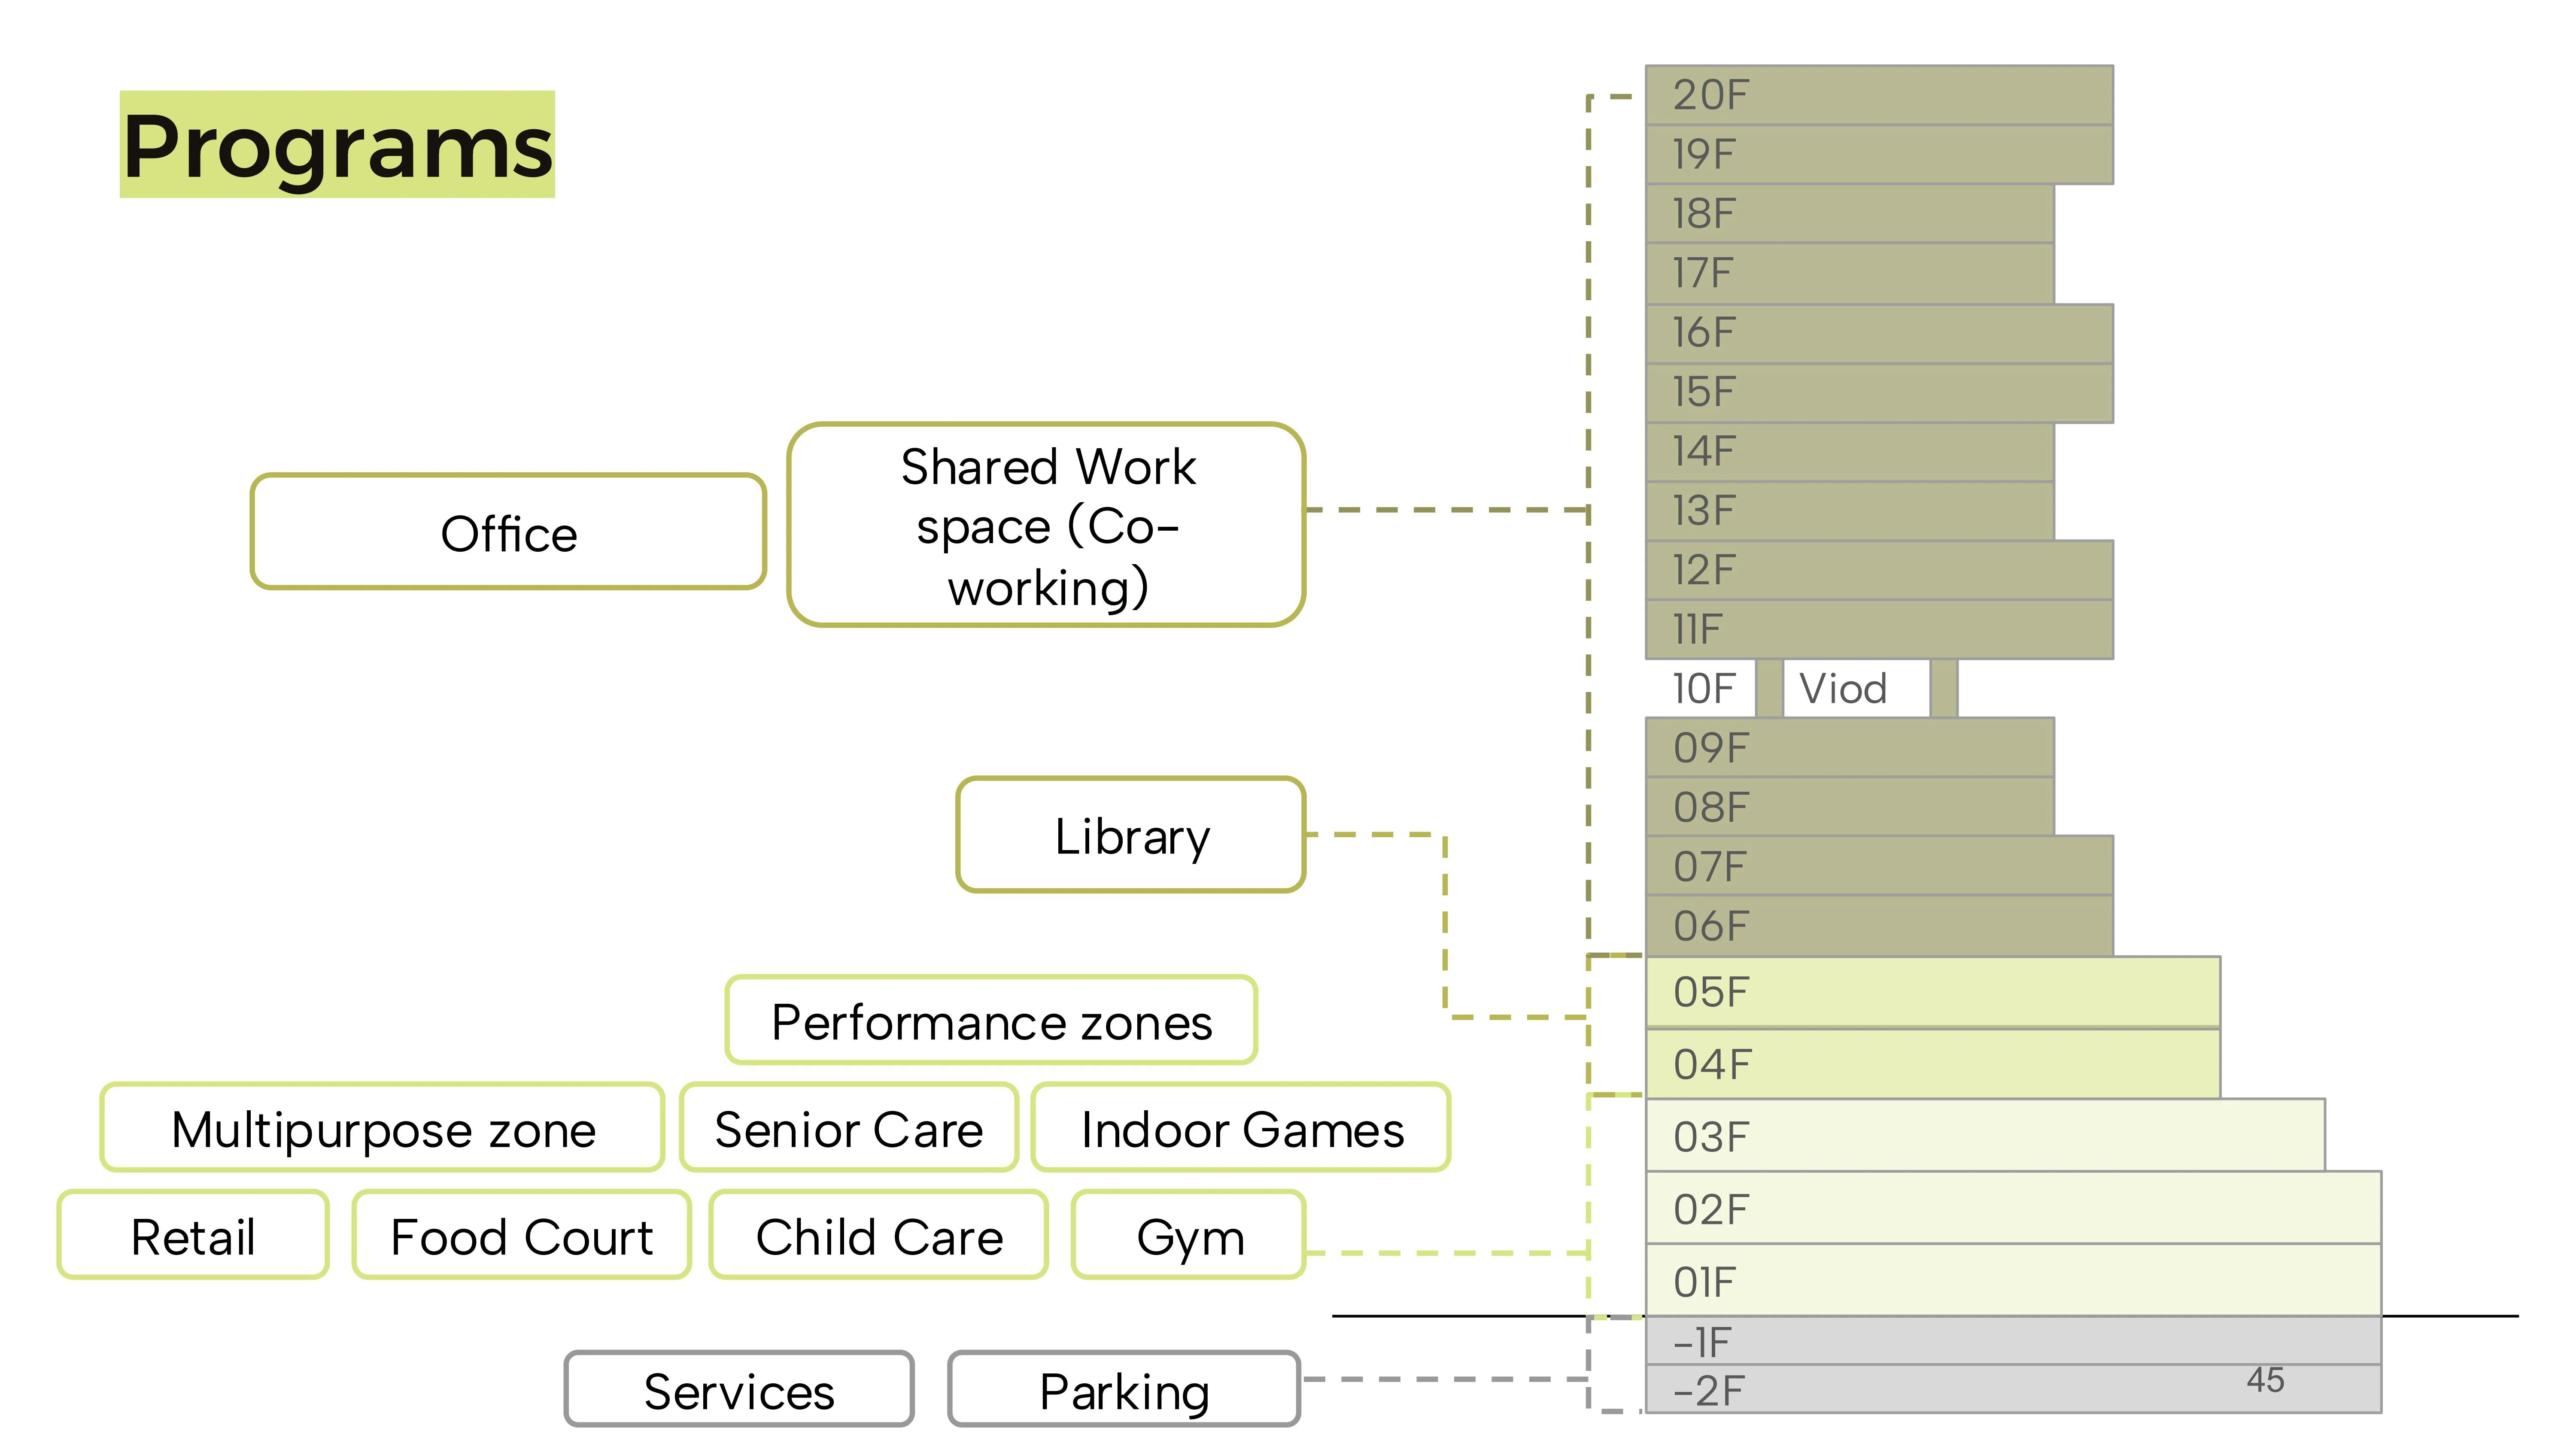 Programs
20F
19F
18F
17F
16F
15F
14F
13F
12F
11F
10F Viod
09F
08F
07F
06F
05F
04F
03F
02F
01F
-1F
-2F
45
Office
Shared Work
space (Co-
working)
Library
Performance zones
Multipurpose zone
Senior Care
Indoor Games
Retail
Food Court
Child Care
Gym
Services
Parking